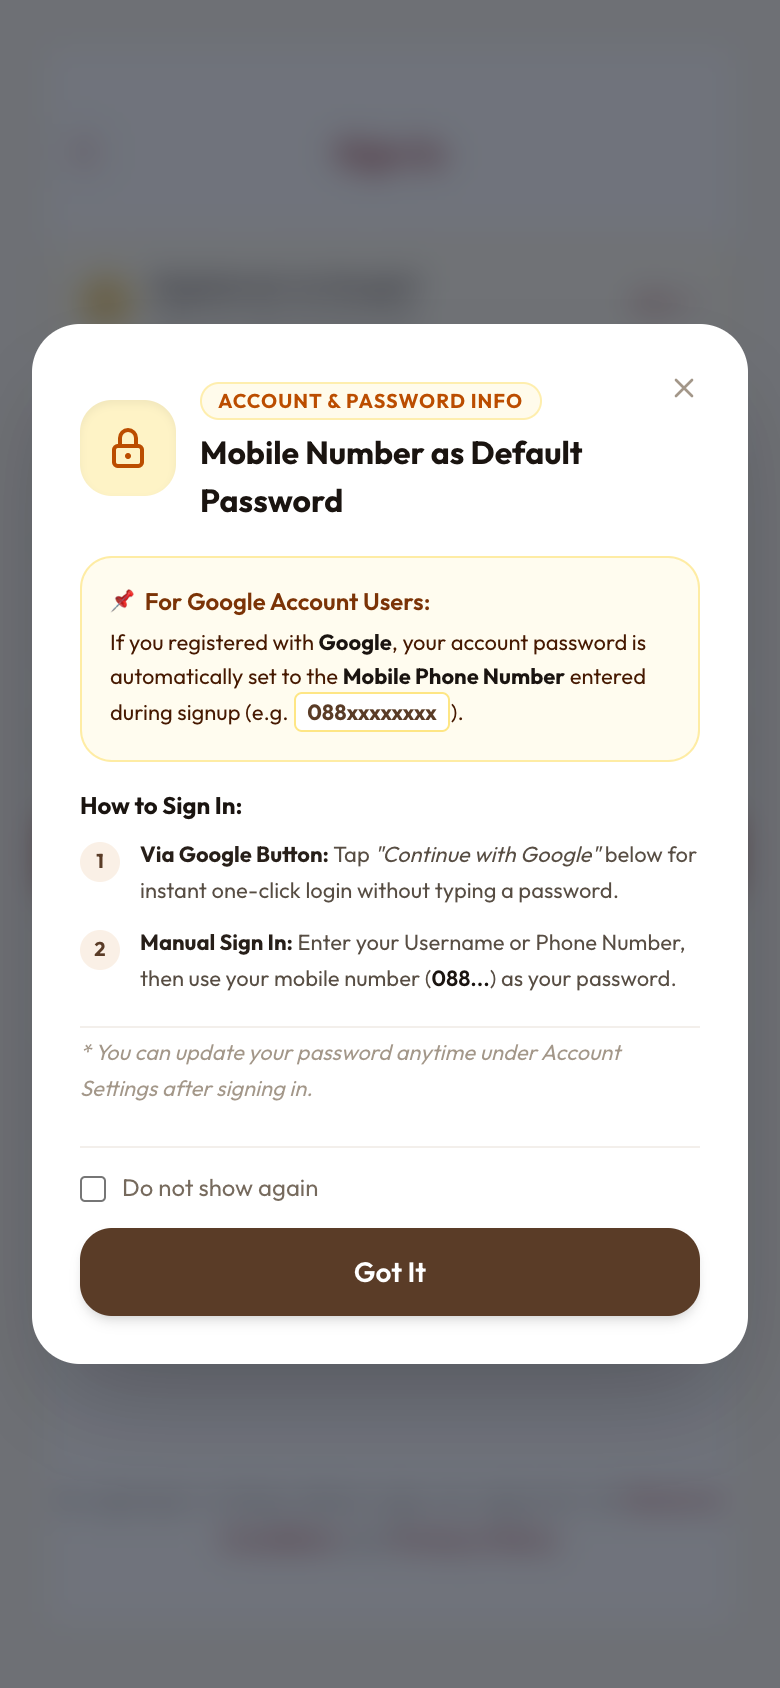 ACCOUNT & PASSWORD INFO
Mobile Number as Default
Password
For Google Account Users:
If you registered with Google, your account password is
automatically set to the Mobile Phone Number entered
during signup (e.g. 088xxxxxxxx).
How to Sign In:
1 Via Google Button: Tap "Continue with Google" below for
instant one-click login without typing a password.
2 Manual Sign In: Enter your Username or Phone Number,
then use your mobile number (088...) as your password.
* You can update your password anytime under Account
Settings after signing in.
Do not show again
Got It